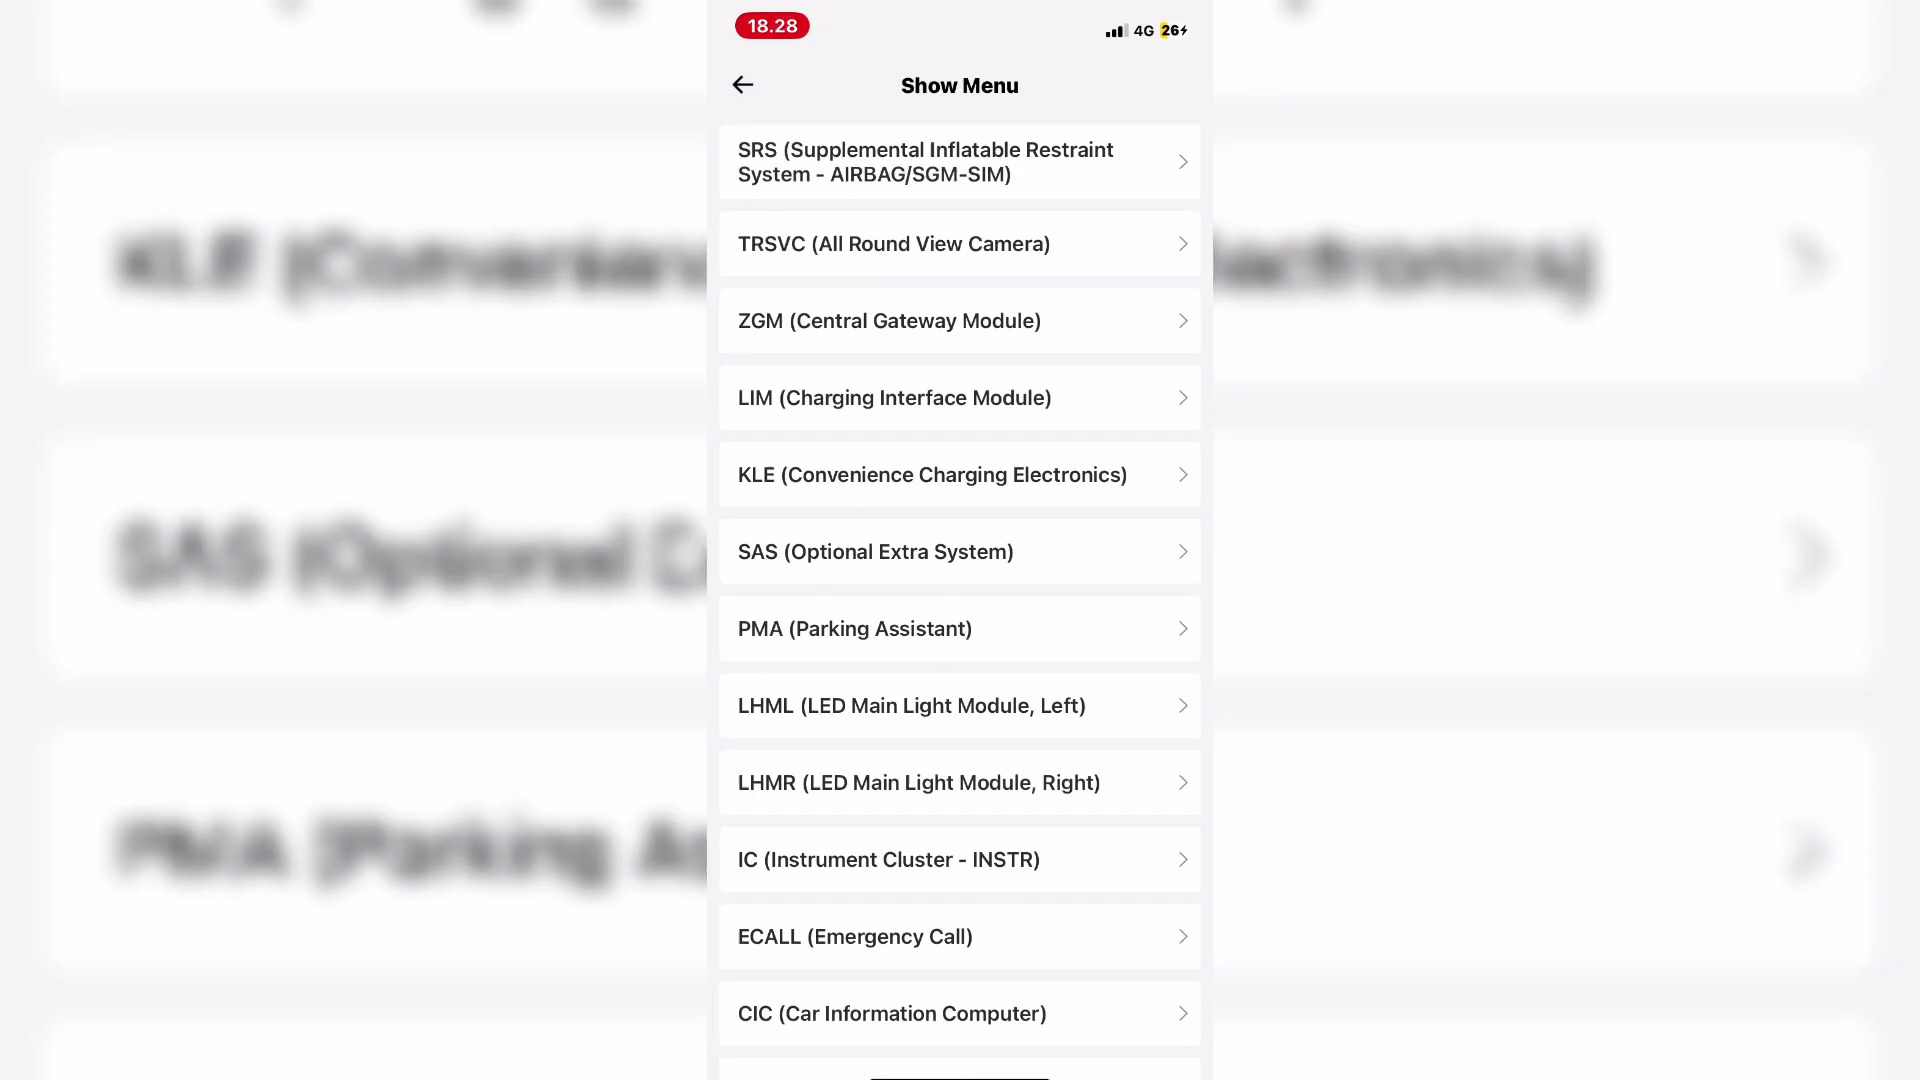 18.28
4G 26
Show Menu
SRS (Supplemental Inflatable Restraint
System - AIRBAG/SGM-SIM)
TRSVC (All Round View Camera)
ZGM (Central Gateway Module)
LIM (Charging Interface Module)
KLE (Convenience Charging Electronics)
SAS (Optional Extra System)
PMA (Parking Assistant)
LHML (LED Main Light Module, Left)
LHMR (LED Main Light Module, Right)
IC (Instrument Cluster - INSTR)
ECALL (Emergency Call)
CIC (Car Information Computer)